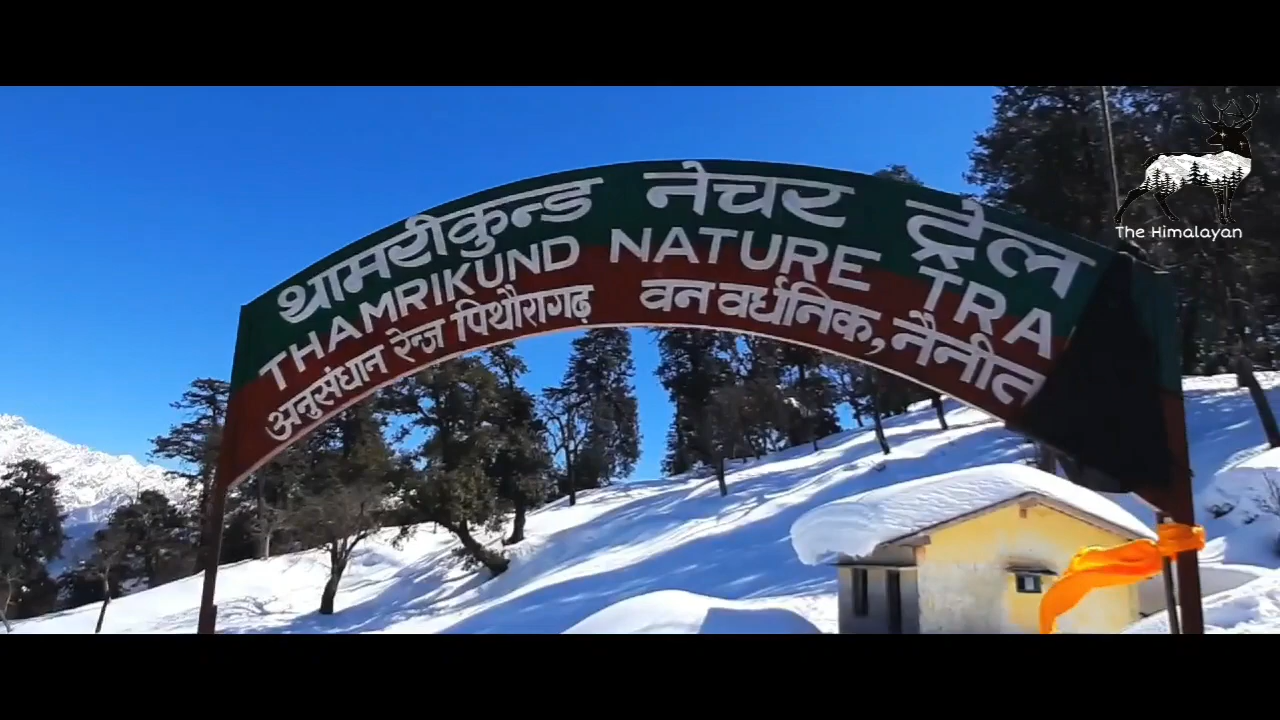 थामरीकुन्ड नेचर ट्रेल
THAMRIKUND NATURE TRA
अनुसंधान रेन्ज पिथौरागढ़ वन वर्धनिक, नैनीत
The Himalayan